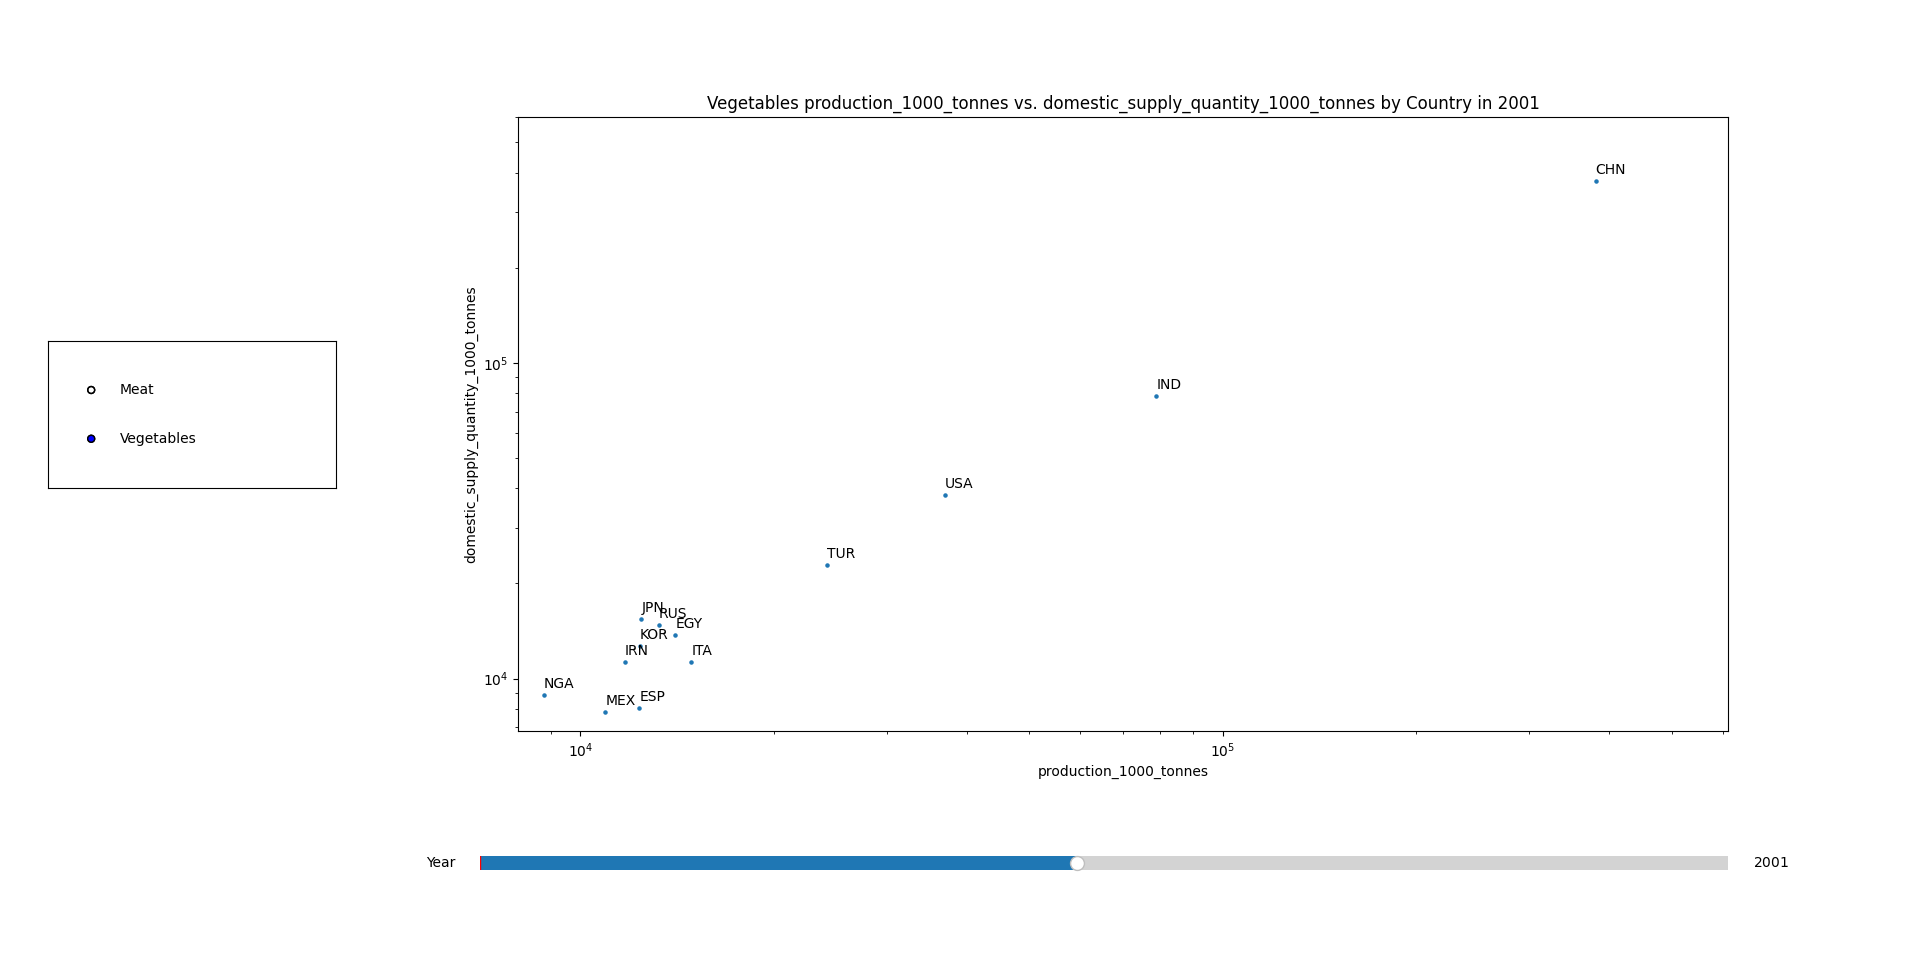 Vegetables production_1000_tonnes vs. domestic_supply_quantity_1000_tonnes by Country in 2001
CHN
domestic_supply_quantity_1000_tonnes
10^5
IND
Meat
Vegetables
USA
TUR
JPN
RUS
EGY
KOR
IRN
ITA
10^4
NGA
ESP
MEX
10^4
10^5
production_1000_tonnes
Year
2001